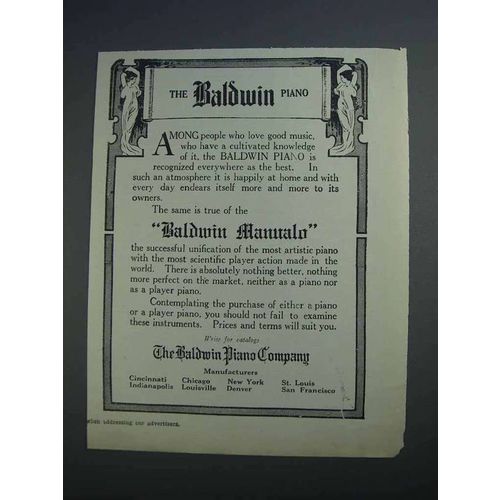 THE Baldwin PIANO
AMONG people who love good music,
who have a cultivated knowledge
of it, the BALDWIN PIANO is
recognized everywhere as the best. In
such an atmosphere it is happily at home and with
every day endears itself more and more to its
owners.
The same is true of the
"Baldwin Manualo"
the successful unification of the most artistic piano
with the most scientific player action made in the
world. There is absolutely nothing better, nothing
more perfect on the market, neither as a piano nor
as a player piano.
Contemplating the purchase of either a piano
or a player piano, you should not fail to examine
these instruments. Prices and terms will suit you.
Write for catalogs
The Baldwin Piano Company
Manufacturers
Cincinnati Chicago New York St. Louis
Indianapolis Louisville Denver San Francisco
when addressing our advertisers.